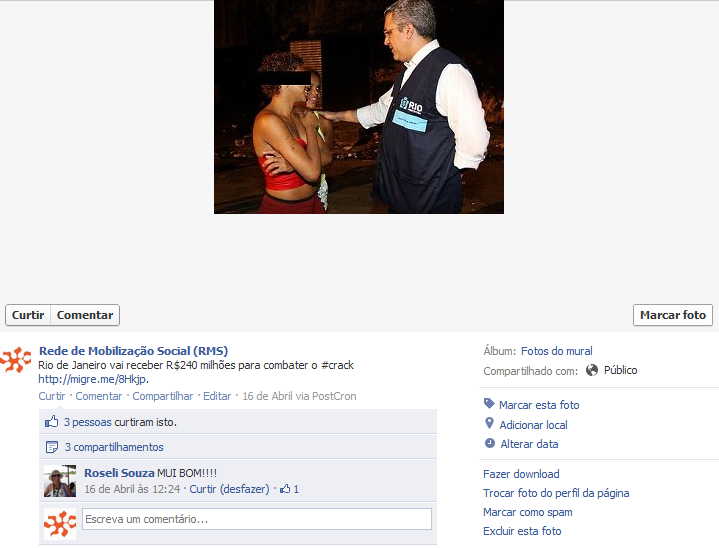 RIO
Curtir Comentar
Marcar foto
Rede de Mobilização Social (RMS)
Rio de Janeiro vai receber R$240 milhões para combater o #crack
http://migre.me/8Hkjp.
Curtir · Comentar · Compartilhar · Editar · 16 de Abril via PostCron
3 pessoas curtiram isto.
3 compartilhamentos
Roseli Souza MUI BOM!!!!
16 de Abril às 12:24 · Curtir (desfazer) · 1
Escreva um comentário...
Álbum: Fotos do mural
Compartilhado com: Público
Marcar esta foto
Adicionar local
Alterar data
Fazer download
Trocar foto do perfil da página
Marcar como spam
Excluir esta foto